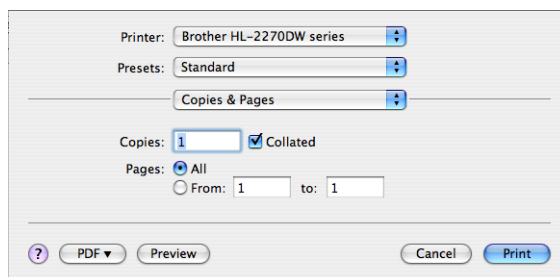 Printer: Brother HL-2270DW series
Presets: Standard
Copies & Pages
Copies: 1 Collated
Pages: All
From: 1 to: 1
? PDF▼ Preview Cancel Print